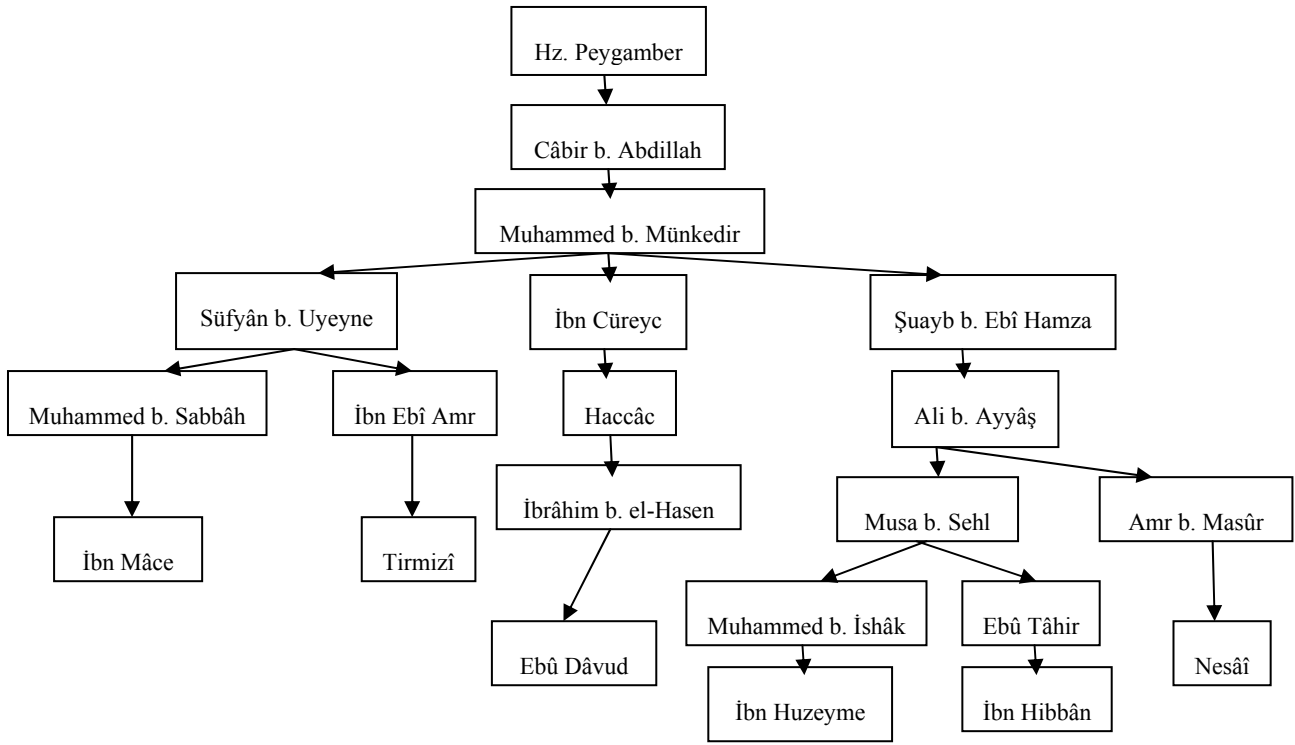 Hz. Peygamber
Câbir b. Abdillah
Muhammed b. Münkedir
Süfyân b. Uyeyne
İbn Cüreyc
Şuayb b. Ebî Hamza
Muhammed b. Sabbâh
İbn Ebî Amr
Haccâc
Ali b. Ayyâş
İbrâhim b. el-Hasen
Musa b. Sehl
Amr b. Masûr
İbn Mâce
Tirmizî
Ebû Dâvud
Muhammed b. İshâk
Ebû Tâhir
Nesâî
İbn Huzeyme
İbn Hibbân